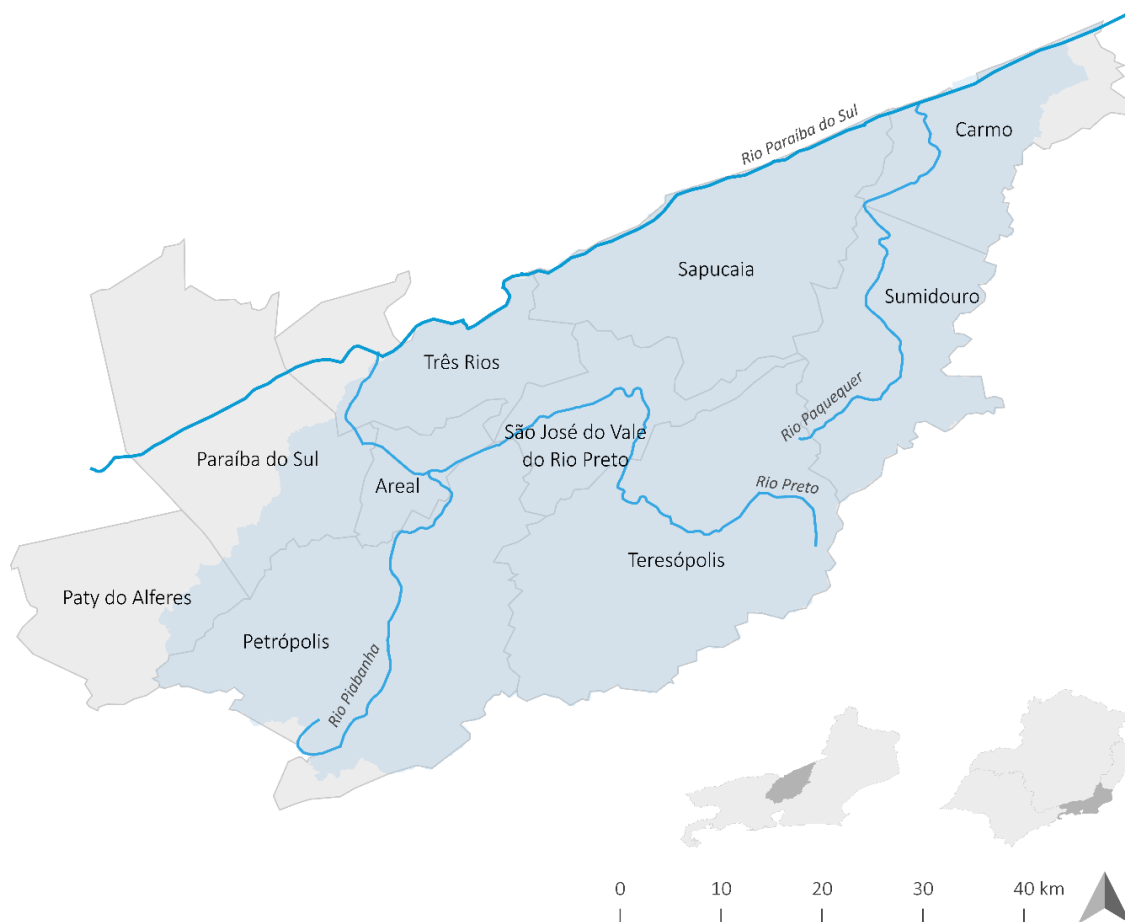 Rio Paraíba do Sul
Carmo
Sapucaia
Sumidouro
Três Rios
São José do Vale
do Rio Preto
Rio Paquequer
Paraíba do Sul
Areal
Rio Preto
Teresópolis
Paty do Alferes
Petrópolis
Rio Piabanha
0 10 20 30 40 km